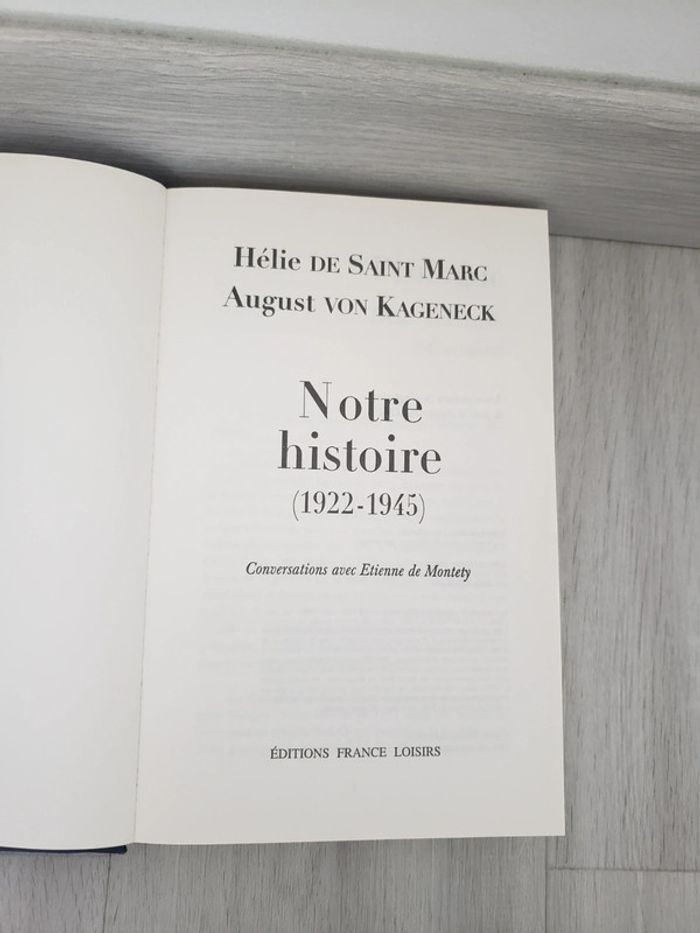 Hélie DE SAINT MARC
August VON KAGENECK
Notre
histoire
(1922-1945)
Conversations avec Etienne de Montety
ÉDITIONS FRANCE LOISIRS